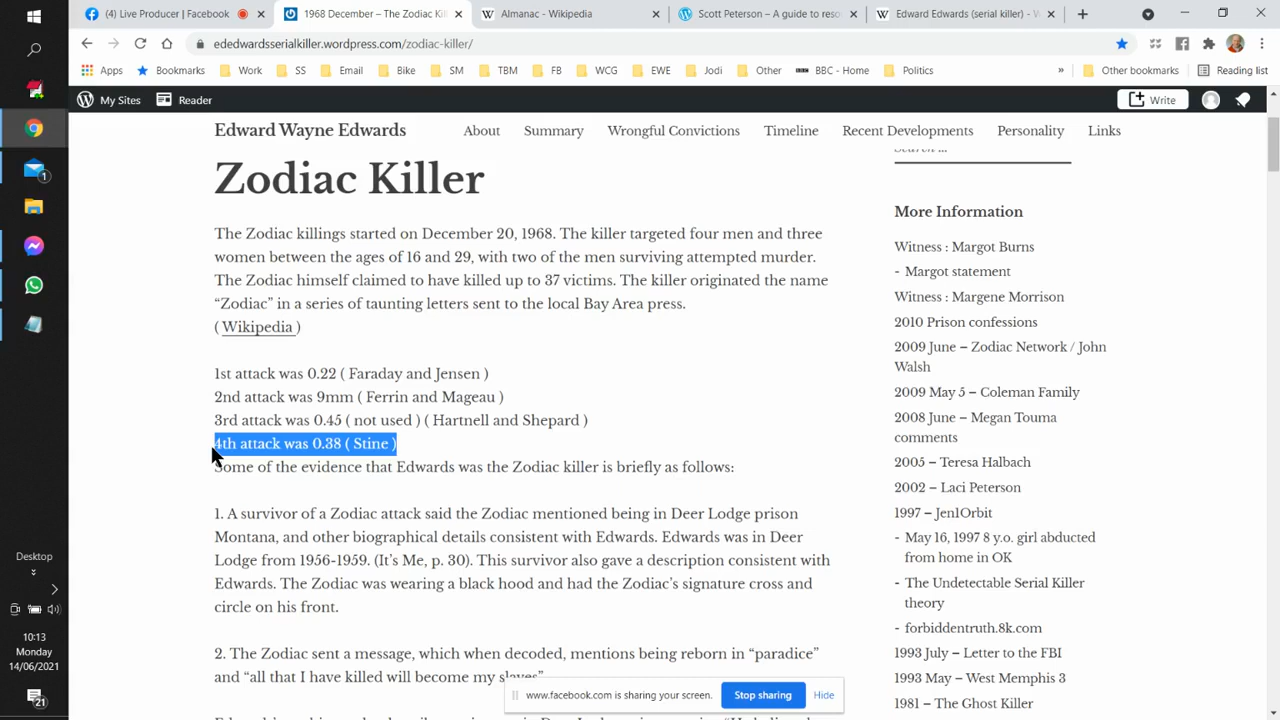 (4) Live Producer | Facebook
1968 December – The Zodiac Kil
Almanac - Wikipedia
Scott Peterson – A guide to reso
Edward Edwards (serial killer) - W
ededwardsserialkiller.wordpress.com/zodiac-killer/
Apps Bookmarks Work SS Email Bike SM TBM FB WCG EWE Jodi Other BBC - Home Politics » Other bookmarks Reading list
My Sites Reader Write
Edward Wayne Edwards About Summary Wrongful Convictions Timeline Recent Developments Personality Links
Zodiac Killer
The Zodiac killings started on December 20, 1968. The killer targeted four men and three
women between the ages of 16 and 29, with two of the men surviving attempted murder.
The Zodiac himself claimed to have killed up to 37 victims. The killer originated the name
“Zodiac” in a series of taunting letters sent to the local Bay Area press.
( Wikipedia )
1st attack was 0.22 ( Faraday and Jensen )
2nd attack was 9mm ( Ferrin and Mageau )
3rd attack was 0.45 ( not used ) ( Hartnell and Shepard )
4th attack was 0.38 ( Stine )
Some of the evidence that Edwards was the Zodiac killer is briefly as follows:
1. A survivor of a Zodiac attack said the Zodiac mentioned being in Deer Lodge prison
Montana, and other biographical details consistent with Edwards. Edwards was in Deer
Lodge from 1956-1959. (It’s Me, p. 30). This survivor also gave a description consistent with
Edwards. The Zodiac was wearing a black hood and had the Zodiac’s signature cross and
circle on his front.
2. The Zodiac sent a message, which when decoded, mentions being reborn in “paradice”
and “all that I have killed will become my slaves”
Search …
More Information
Witness : Margot Burns
- Margot statement
Witness : Margene Morrison
2010 Prison confessions
2009 June – Zodiac Network / John
Walsh
2009 May 5 – Coleman Family
2008 June – Megan Touma
comments
2005 – Teresa Halbach
2002 – Laci Peterson
1997 – Jen1Orbit
- May 16, 1997 8 y.o. girl abducted
from home in OK
- The Undetectable Serial Killer
theory
- forbiddentruth.8k.com
1993 July – Letter to the FBI
1993 May – West Memphis 3
1981 – The Ghost Killer
www.facebook.com is sharing your screen. Stop sharing Hide
1
Desktop
10:13
Monday
14/06/2021
21